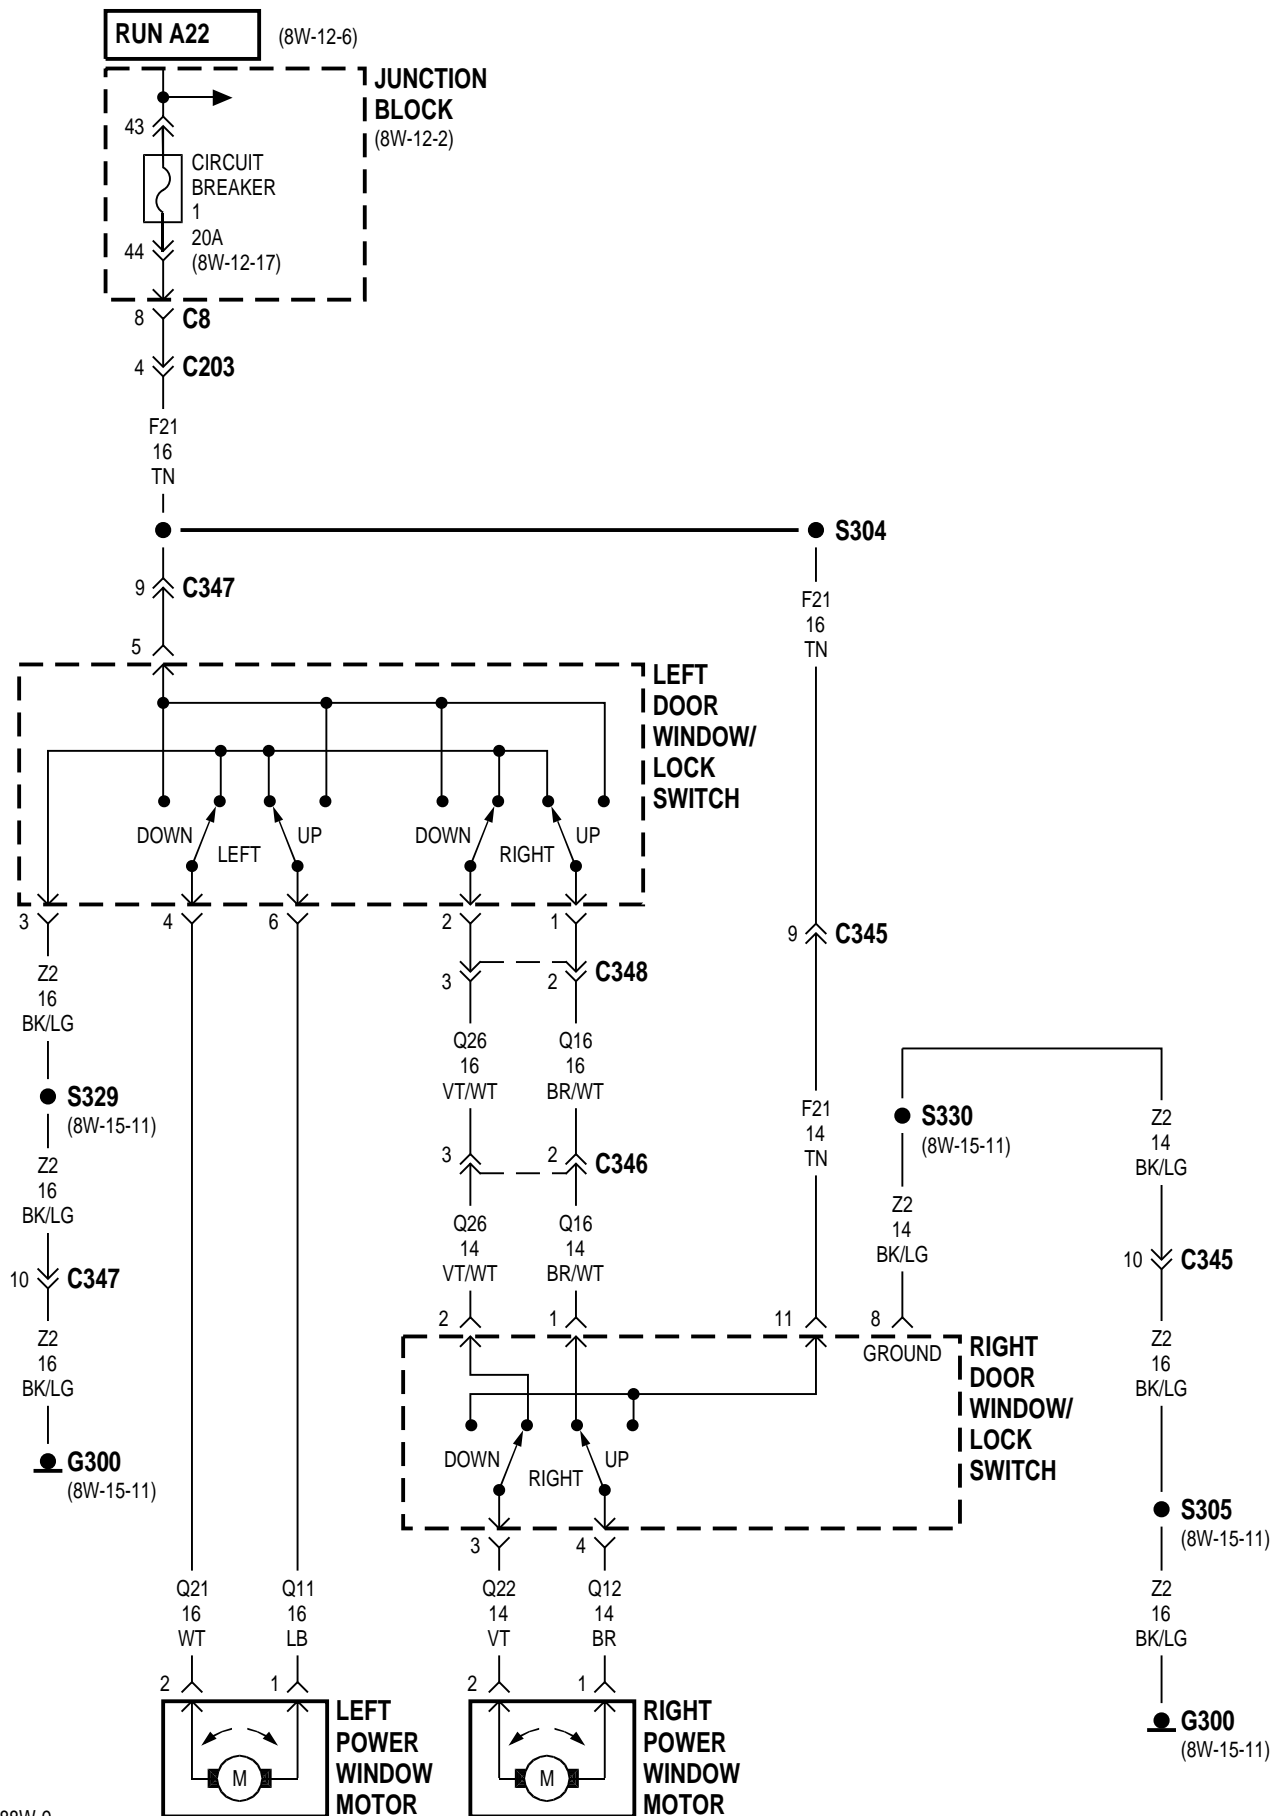 RUN A22 (8W-12-6)
JUNCTION
BLOCK
(8W-12-2)
43
CIRCUIT
BREAKER
1
20A
(8W-12-17)
44
8 C8
4 C203
F21
16
TN
S304
9 C347
F21
16
TN
5
LEFT
DOOR
WINDOW/
LOCK
SWITCH
DOWN UP DOWN UP
LEFT RIGHT
3 4 6 2 1
9 C345
C348
3 2
Z2
16
BK/LG
Q26
16
VT/WT
Q16
16
BR/WT
S329
(8W-15-11)
F21
14
TN
S330
(8W-15-11)
Z2
14
BK/LG
3 2 C346
Z2
16
BK/LG
Z2
14
BK/LG
Q26
14
VT/WT
Q16
14
BR/WT
10 C347
10 C345
2 1 11 8
GROUND
Z2
16
BK/LG
Z2
16
BK/LG
RIGHT
DOOR
WINDOW/
LOCK
SWITCH
DOWN UP
RIGHT
G300
(8W-15-11)
S305
(8W-15-11)
3 4
Q21
16
WT
Q11
16
LB
Q22
14
VT
Q12
14
BR
Z2
16
BK/LG
2 1 2 1
LEFT
POWER
WINDOW
MOTOR
RIGHT
POWER
WINDOW
MOTOR
M M
G300
(8W-15-11)